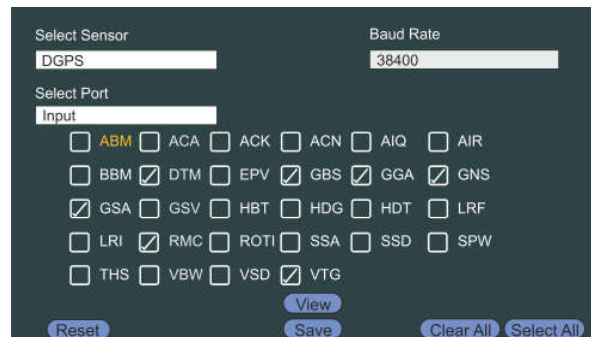 Select Sensor Baud Rate
DGPS 38400
Select Port
Input
ABM ACA ACK ACN AIQ AIR
BBM DTM EPV GBS GGA GNS
GSA GSV HBT HDG HDT LRF
LRI RMC ROTI SSA SSD SPW
THS VBW VSD VTG
View
Reset Save Clear All Select All